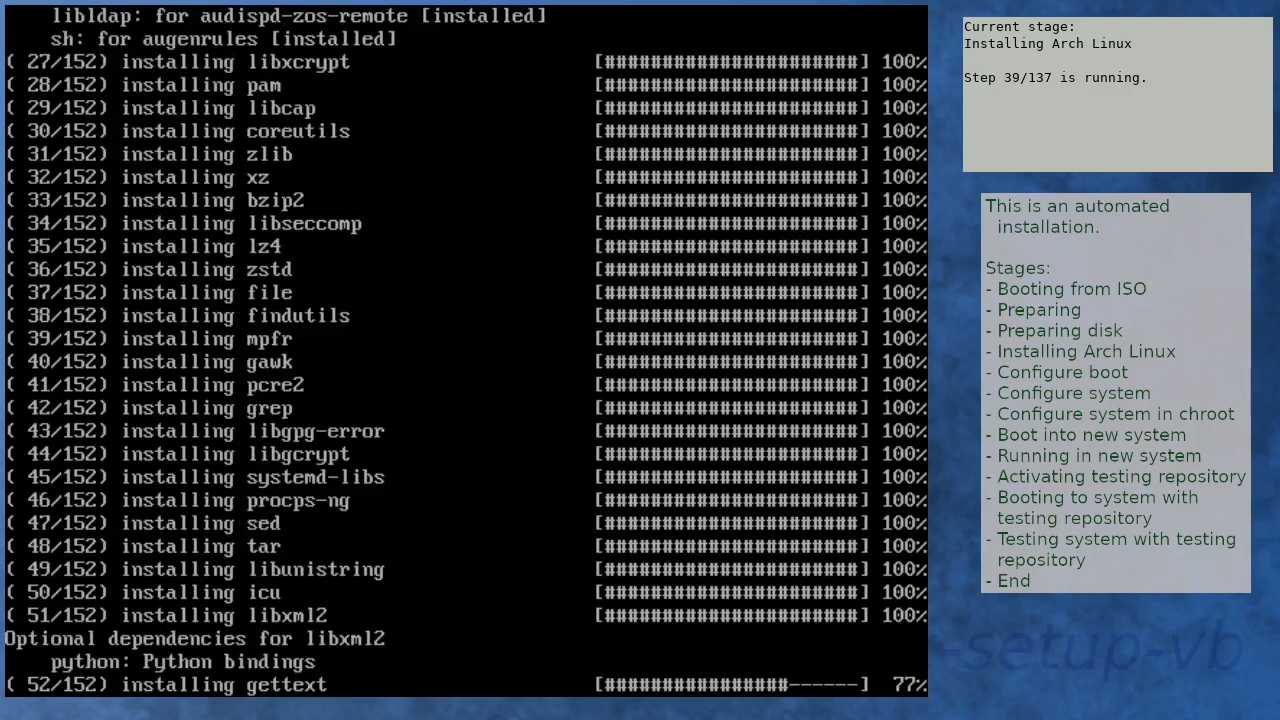 libldap: for audispd-zos-remote [installed]
sh: for augenrules [installed]
( 27/152) installing libxcrypt [######################] 100%
( 28/152) installing pam [######################] 100%
( 29/152) installing libcap [######################] 100%
( 30/152) installing coreutils [######################] 100%
( 31/152) installing zlib [######################] 100%
( 32/152) installing xz [######################] 100%
( 33/152) installing bzip2 [######################] 100%
( 34/152) installing libseccomp [######################] 100%
( 35/152) installing lz4 [######################] 100%
( 36/152) installing zstd [######################] 100%
( 37/152) installing file [######################] 100%
( 38/152) installing findutils [######################] 100%
( 39/152) installing mpfr [######################] 100%
( 40/152) installing gawk [######################] 100%
( 41/152) installing pcre2 [######################] 100%
( 42/152) installing grep [######################] 100%
( 43/152) installing libgpg-error [######################] 100%
( 44/152) installing libgcrypt [######################] 100%
( 45/152) installing systemd-libs [######################] 100%
( 46/152) installing procps-ng [######################] 100%
( 47/152) installing sed [######################] 100%
( 48/152) installing tar [######################] 100%
( 49/152) installing libunistring [######################] 100%
( 50/152) installing icu [######################] 100%
( 51/152) installing libxml2 [######################] 100%
Optional dependencies for libxml2
python: Python bindings
( 52/152) installing gettext [################------] 77%
Current stage:
Installing Arch Linux
Step 39/137 is running.
This is an automated
installation.
Stages:
- Booting from ISO
- Preparing
- Preparing disk
- Installing Arch Linux
- Configure boot
- Configure system
- Configure system in chroot
- Boot into new system
- Running in new system
- Activating testing repository
- Booting to system with
testing repository
- Testing system with testing
repository
- End
-setup-vb